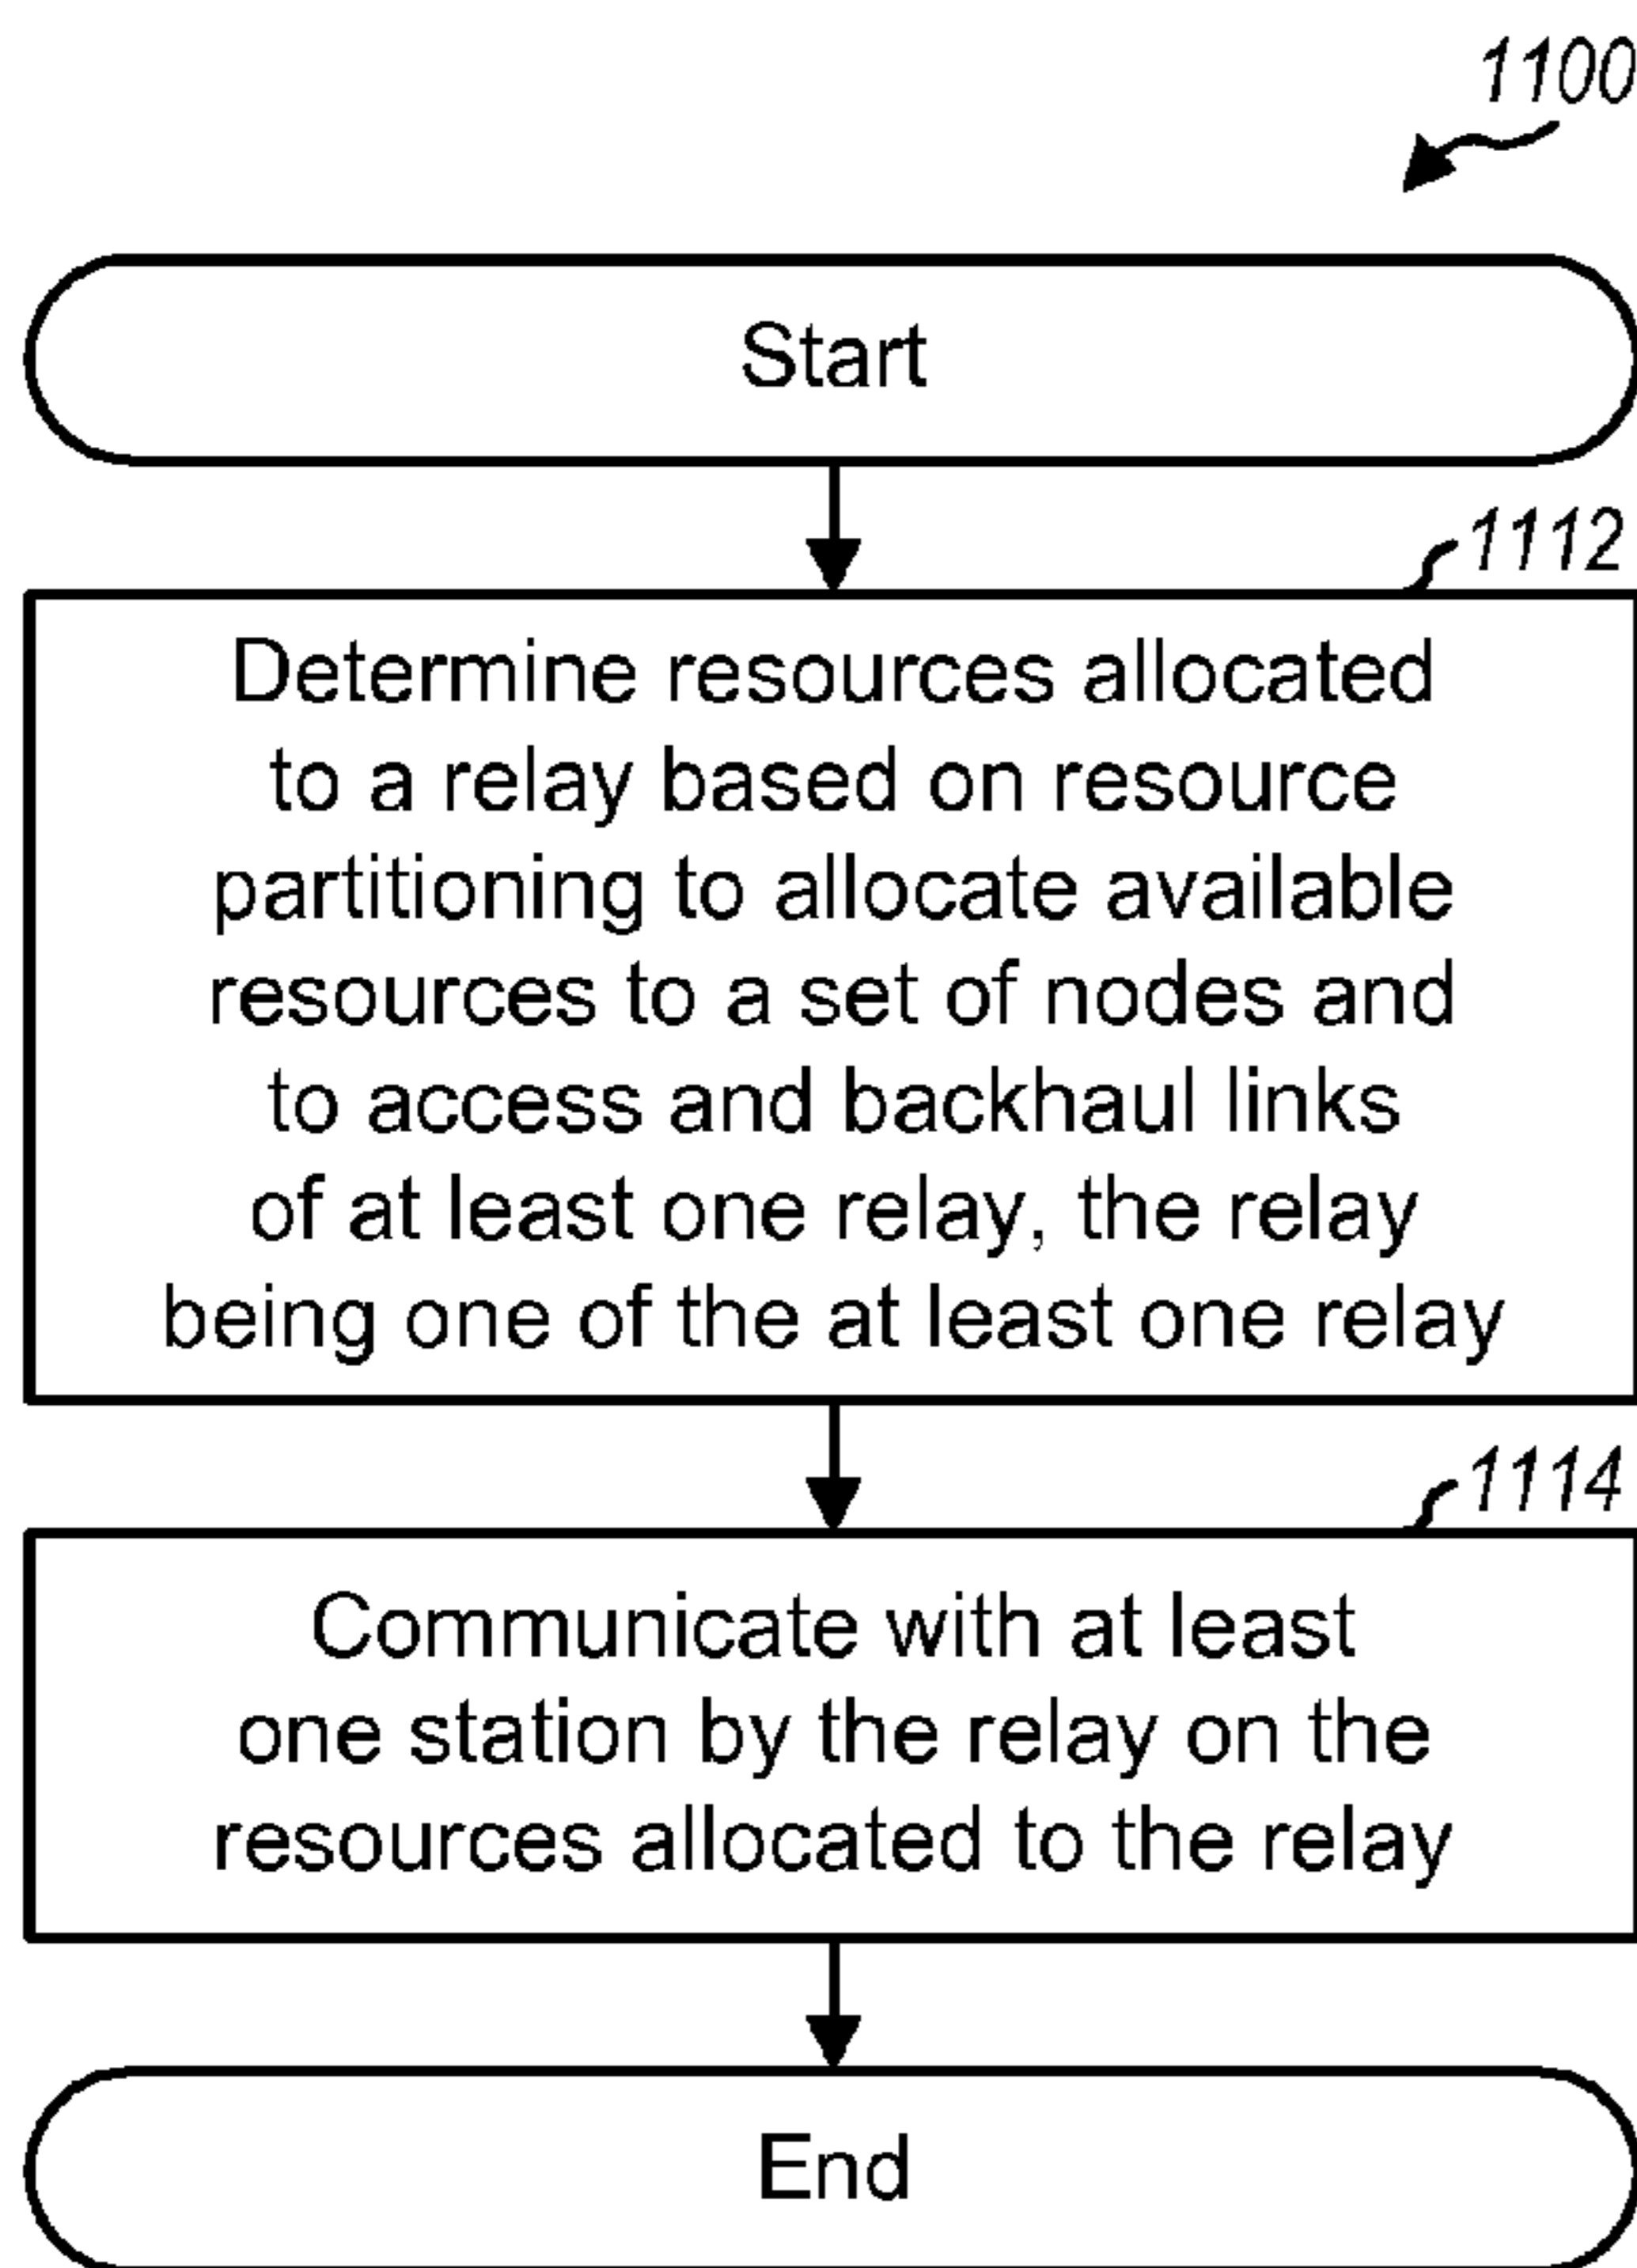 1100
Start
1112
Determine resources allocated
to a relay based on resource
partitioning to allocate available
resources to a set of nodes and
to access and backhaul links
of at least one relay, the relay
being one of the at least one relay
1114
Communicate with at least
one station by the relay on the
resources allocated to the relay
End